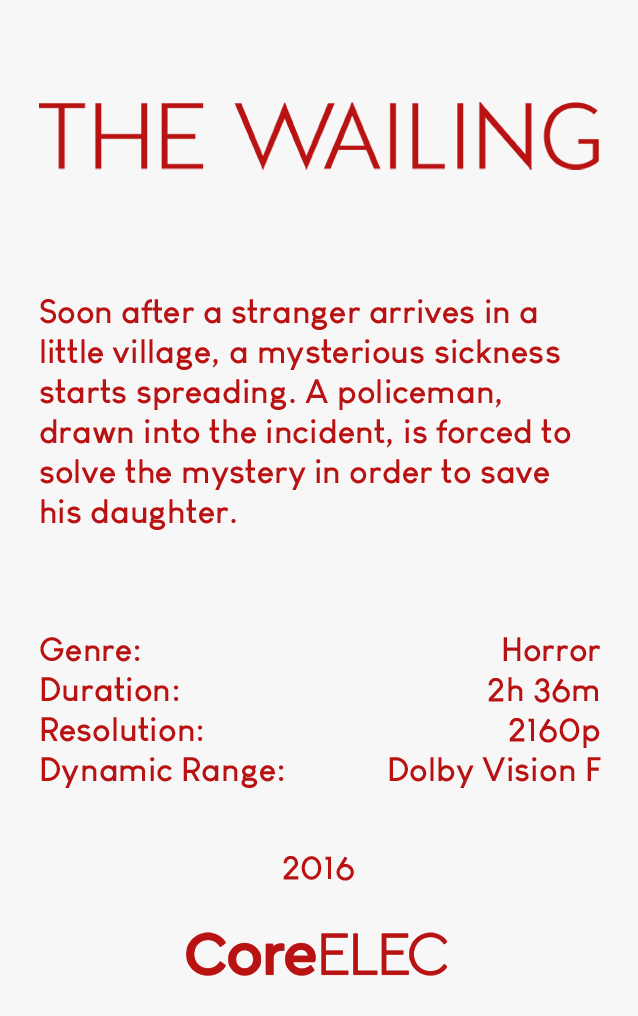 THE WAILING
Soon after a stranger arrives in a
little village, a mysterious sickness
starts spreading. A policeman,
drawn into the incident, is forced to
solve the mystery in order to save
his daughter.
Genre: Horror
Duration: 2h 36m
Resolution: 2160p
Dynamic Range: Dolby Vision F
2016
CoreELEC